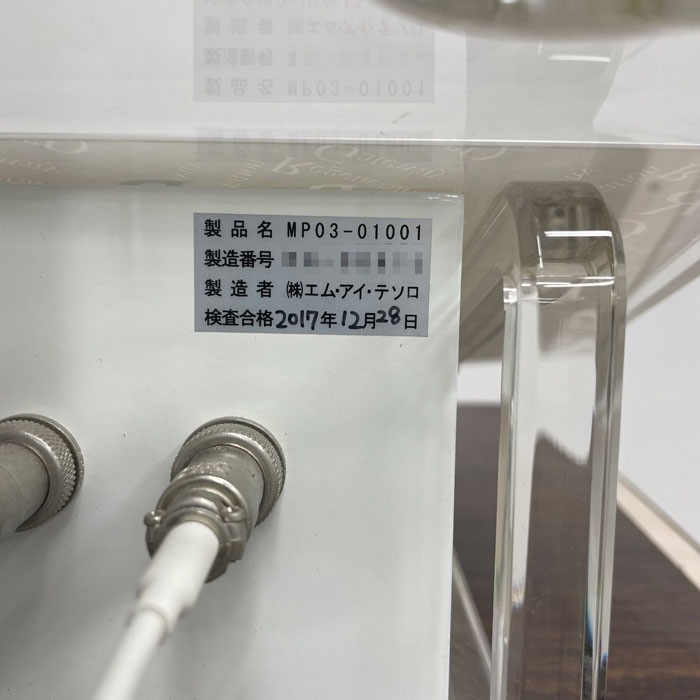 製品名 MP03-01001
製造番号
製造者 ㈱エム・アイ・テソロ
検査合格 2017年12月28日